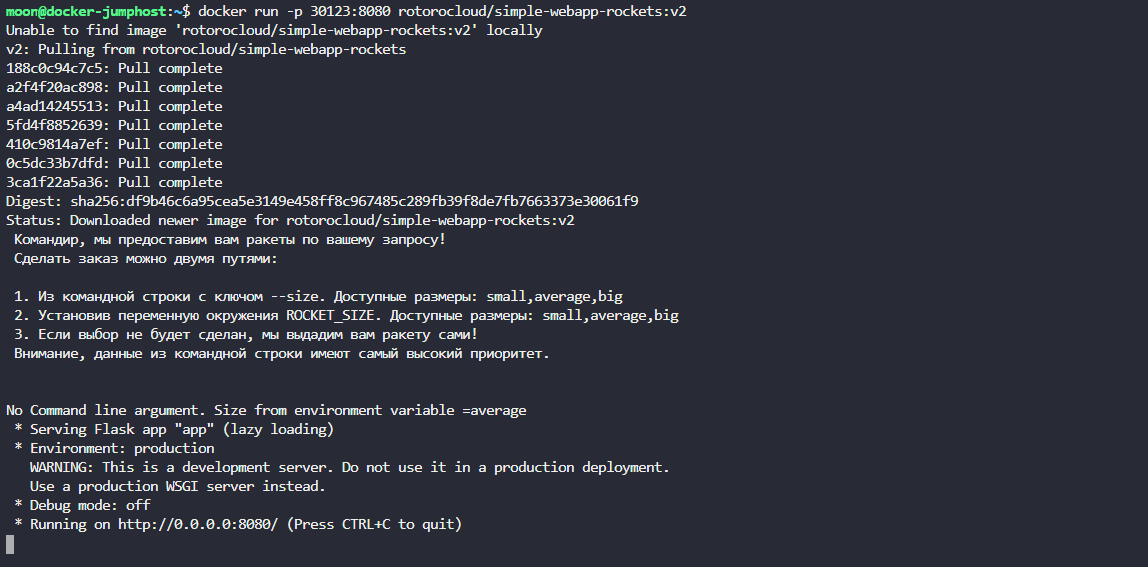 moon@docker-jumphost:~$ docker run -p 30123:8080 rotorocloud/simple-webapp-rockets:v2
Unable to find image 'rotorocloud/simple-webapp-rockets:v2' locally
v2: Pulling from rotorocloud/simple-webapp-rockets
188c0c94c7c5: Pull complete
a2f4f20ac898: Pull complete
a4ad14245513: Pull complete
5fd4f8852639: Pull complete
410c9814a7ef: Pull complete
0c5dc33b7dfd: Pull complete
3ca1f22a5a36: Pull complete
Digest: sha256:df9b46c6a95cea5e3149e458ff8c967485c289fb39f8de7fb7663373e30061f9
Status: Downloaded newer image for rotorocloud/simple-webapp-rockets:v2
Командир, мы предоставим вам ракеты по вашему запросу!
Сделать заказ можно двумя путями:
1. Из командной строки с ключом --size. Доступные размеры: small,average,big
2. Установив переменную окружения ROCKET_SIZE. Доступные размеры: small,average,big
3. Если выбор не будет сделан, мы выдадим вам ракету сами!
Внимание, данные из командной строки имеют самый высокий приоритет.
No Command line argument. Size from environment variable =average
* Serving Flask app "app" (lazy loading)
* Environment: production
WARNING: This is a development server. Do not use it in a production deployment.
Use a production WSGI server instead.
* Debug mode: off
* Running on http://0.0.0.0:8080/ (Press CTRL+C to quit)